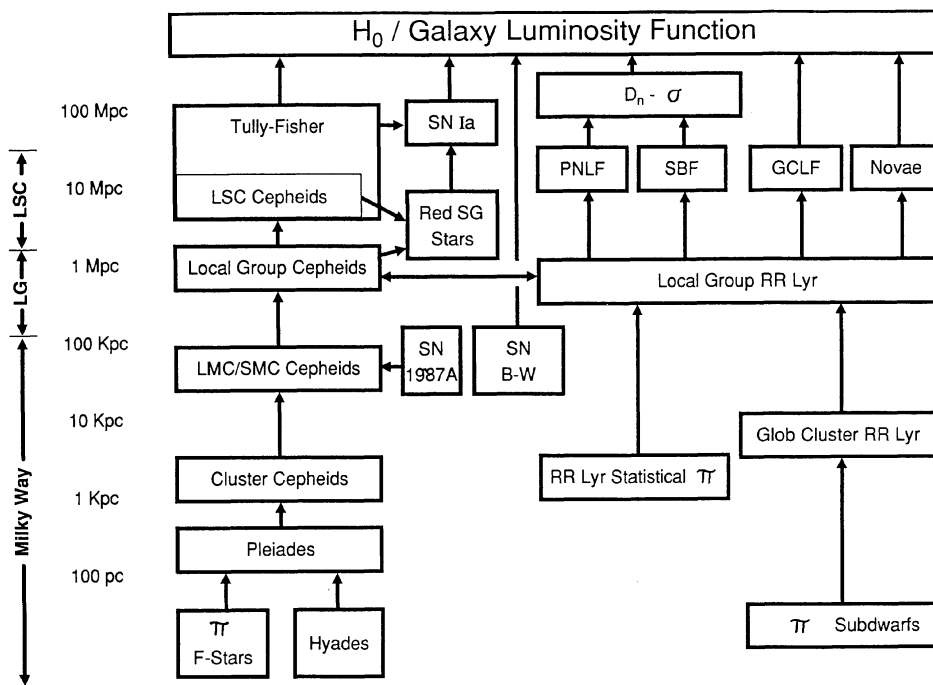 H₀ / Galaxy Luminosity Function
100 Mpc
Tully-Fisher
SN Ia
Dₙ - σ
PNLF
SBF
GCLF
Novae
LSC
10 Mpc
LSC Cepheids
Red SG
Stars
LG
1 Mpc
Local Group Cepheids
Local Group RR Lyr
100 Kpc
LMC/SMC Cepheids
SN
1987A
SN
B-W
10 Kpc
Glob Cluster RR Lyr
Milky Way
Cluster Cepheids
RR Lyr Statistical π
1 Kpc
Pleiades
100 pc
π
F-Stars
Hyades
π Subdwarfs